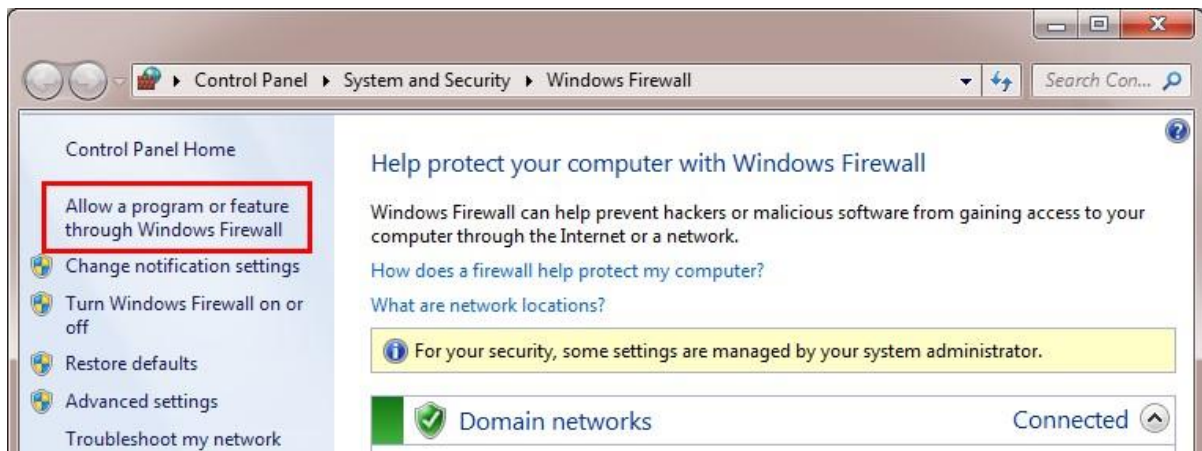 Control Panel ▸ System and Security ▸ Windows Firewall
Search Con...
Control Panel Home
Allow a program or feature
through Windows Firewall
Change notification settings
Turn Windows Firewall on or
off
Restore defaults
Advanced settings
Troubleshoot my network
Help protect your computer with Windows Firewall
Windows Firewall can help prevent hackers or malicious software from gaining access to your
computer through the Internet or a network.
How does a firewall help protect my computer?
What are network locations?
For your security, some settings are managed by your system administrator.
Domain networks
Connected